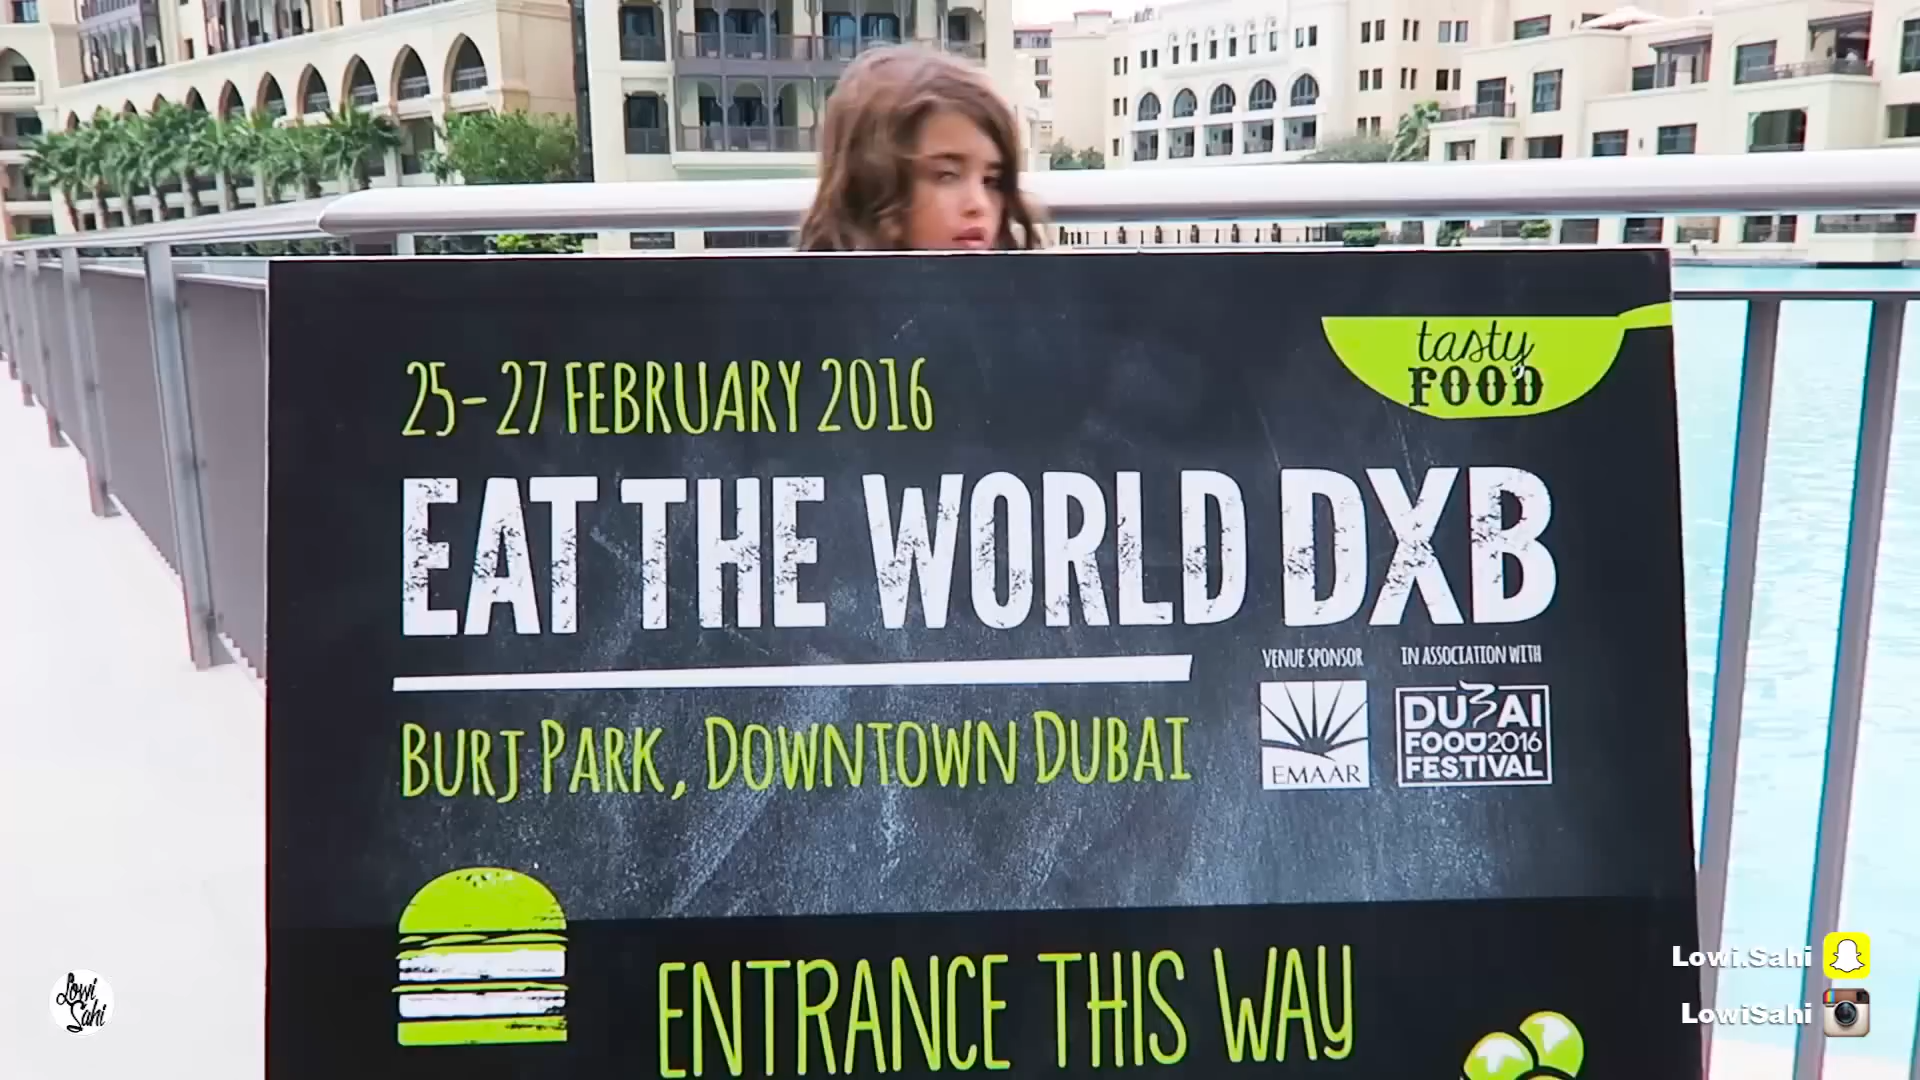 tasty
FOOD
25-27 FEBRUARY 2016
EAT THE WORLD DXB
VENUE SPONSOR
IN ASSOCIATION WITH
BURJ PARK, DOWNTOWN DUBAI
EMAAR
DUBAI
FOOD 2016
FESTIVAL
ENTRANCE THIS WAY
Lowi.Sahi
LowiSahi
Lowi
Sahi